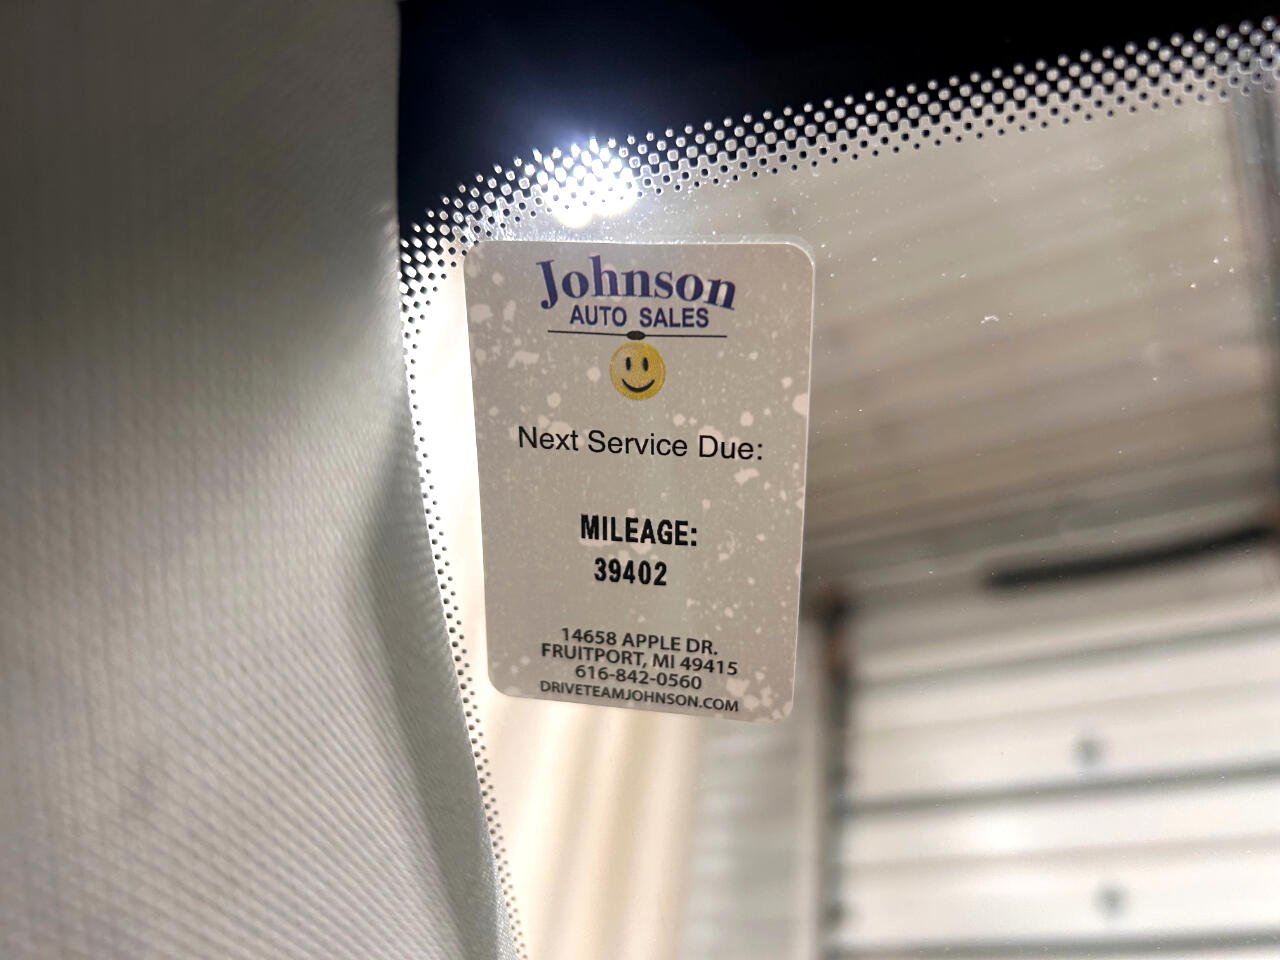 Johnson
AUTO SALES
Next Service Due:
MILEAGE:
39402
14658 APPLE DR.
FRUITPORT, MI 49415
616-842-0560
DRIVETEAMJOHNSON.COM